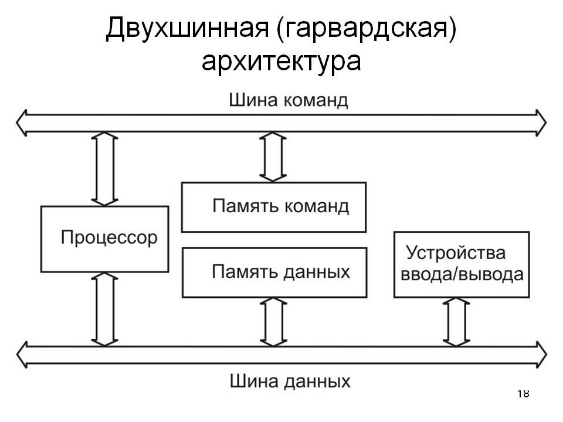 Двухшинная (гарвардская)
архитектура
Шина команд
Память команд
Процессор
Память данных
Устройства
ввода/вывода
Шина данных
18